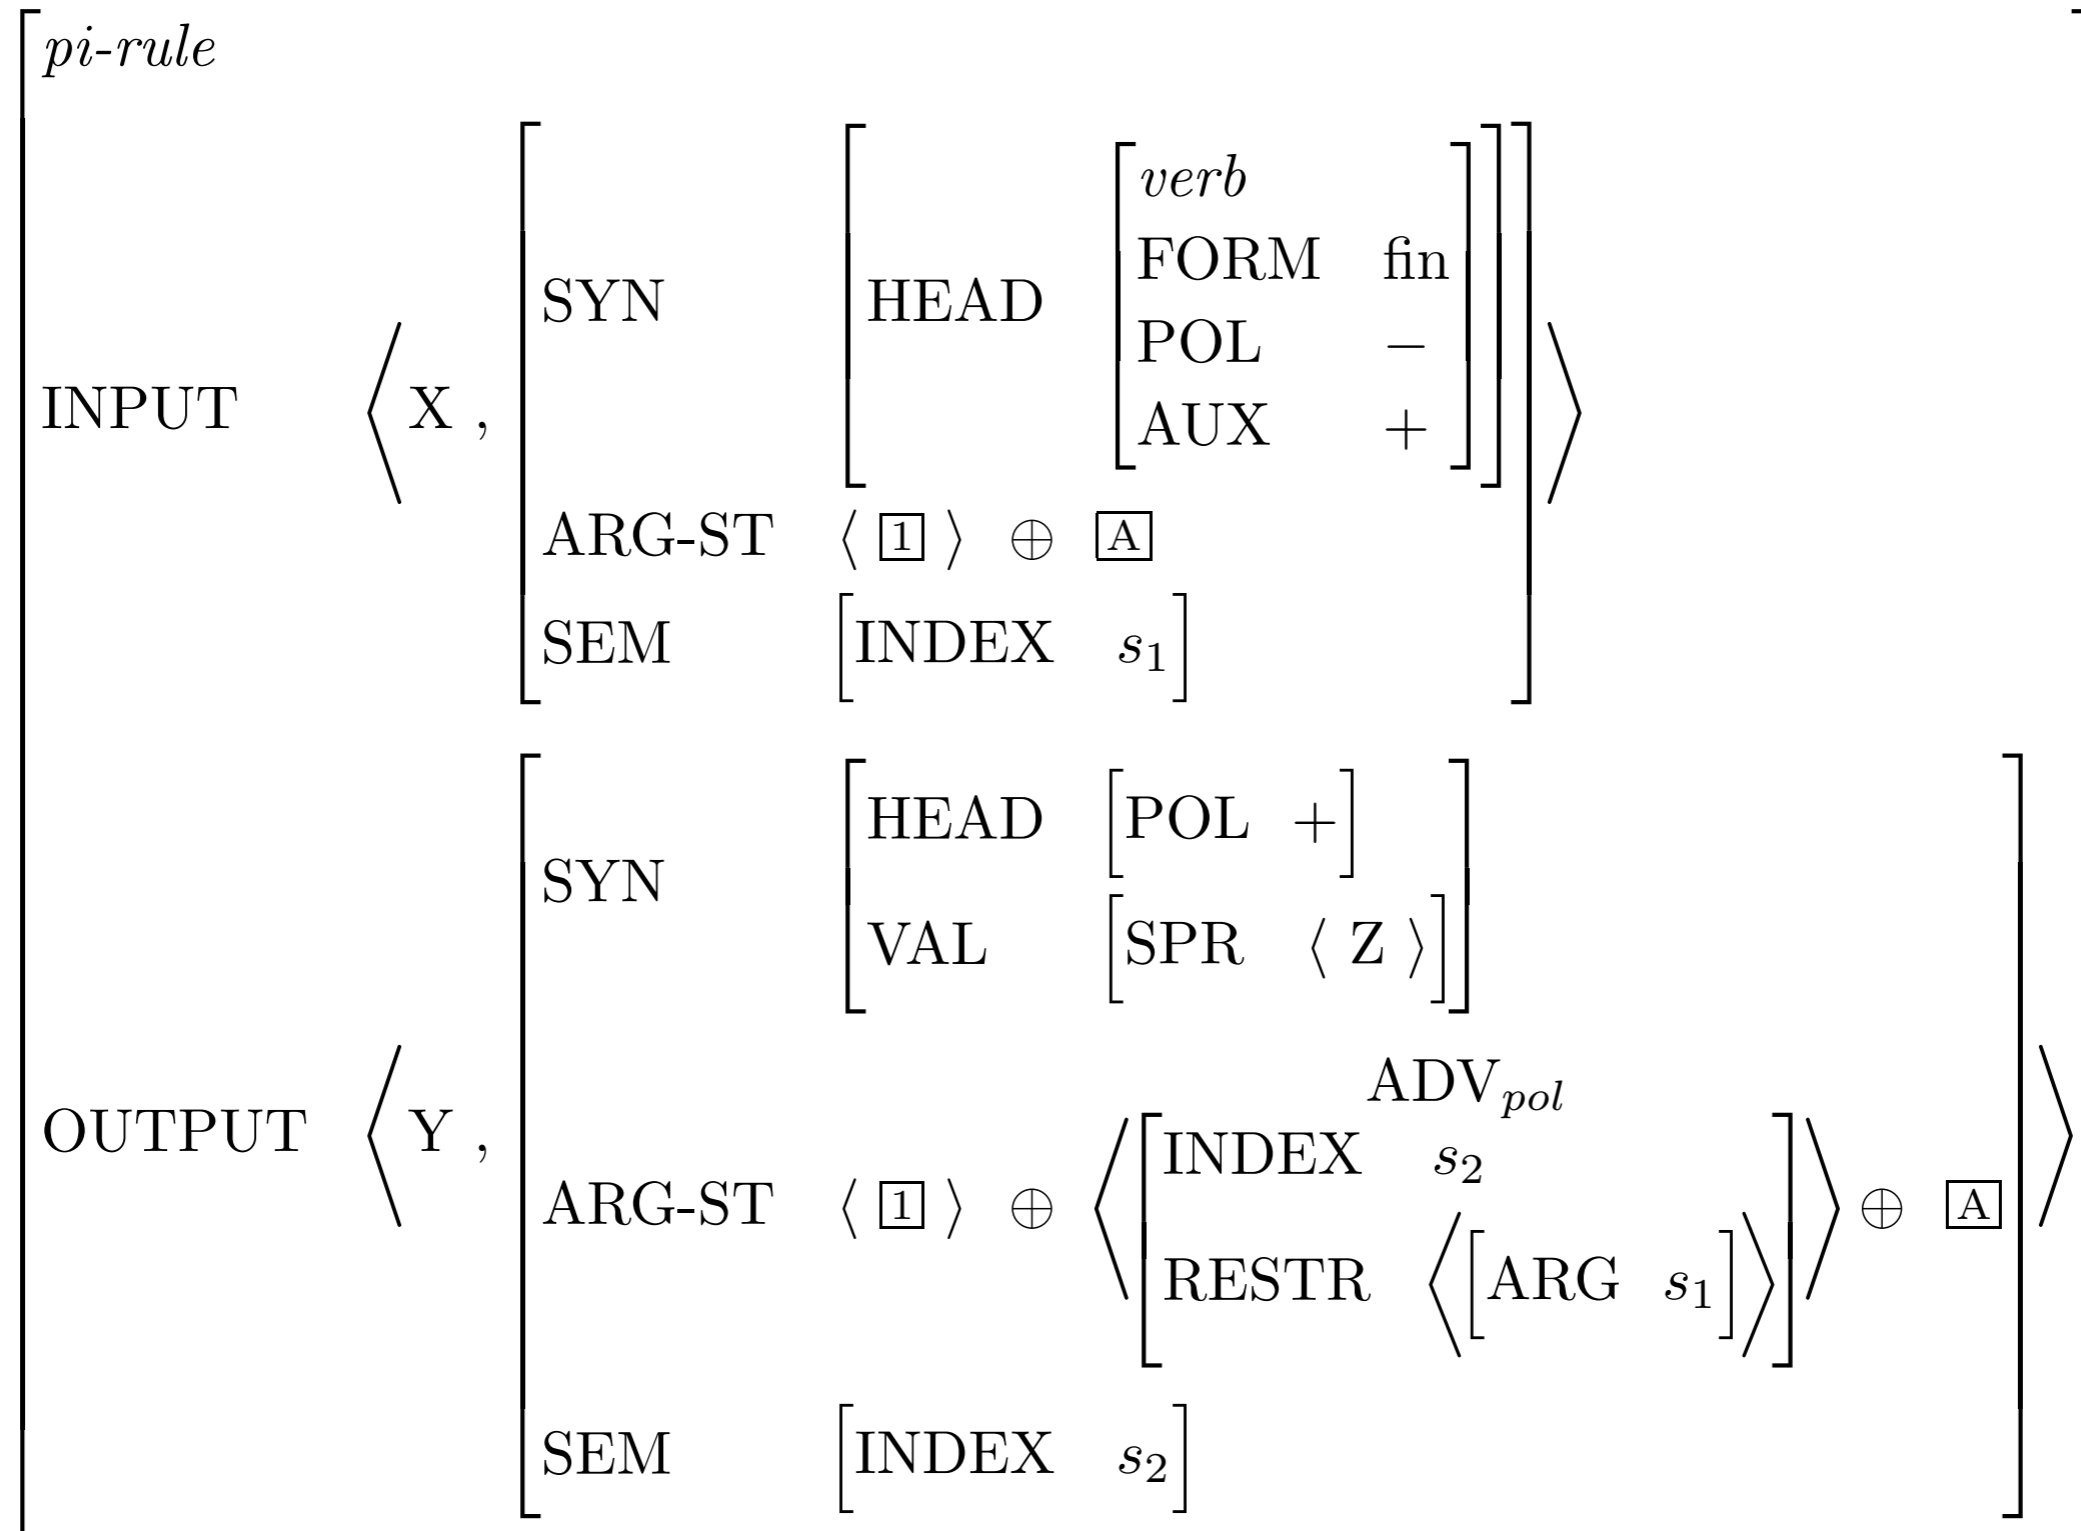 pi-rule
verb
FORM fin
SYN HEAD POL −
INPUT ⟨ X , AUX + ⟩
ARG-ST ⟨ 1 ⟩ ⊕ A
SEM [INDEX s1]
HEAD [POL +]
SYN
VAL [SPR ⟨ Z ⟩]
ADVpol
OUTPUT ⟨ Y , INDEX s2 ⟩
ARG-ST ⟨ 1 ⟩ ⊕ ⟨ ⟩ ⊕ A
RESTR ⟨[ARG s1]⟩
SEM [INDEX s2]